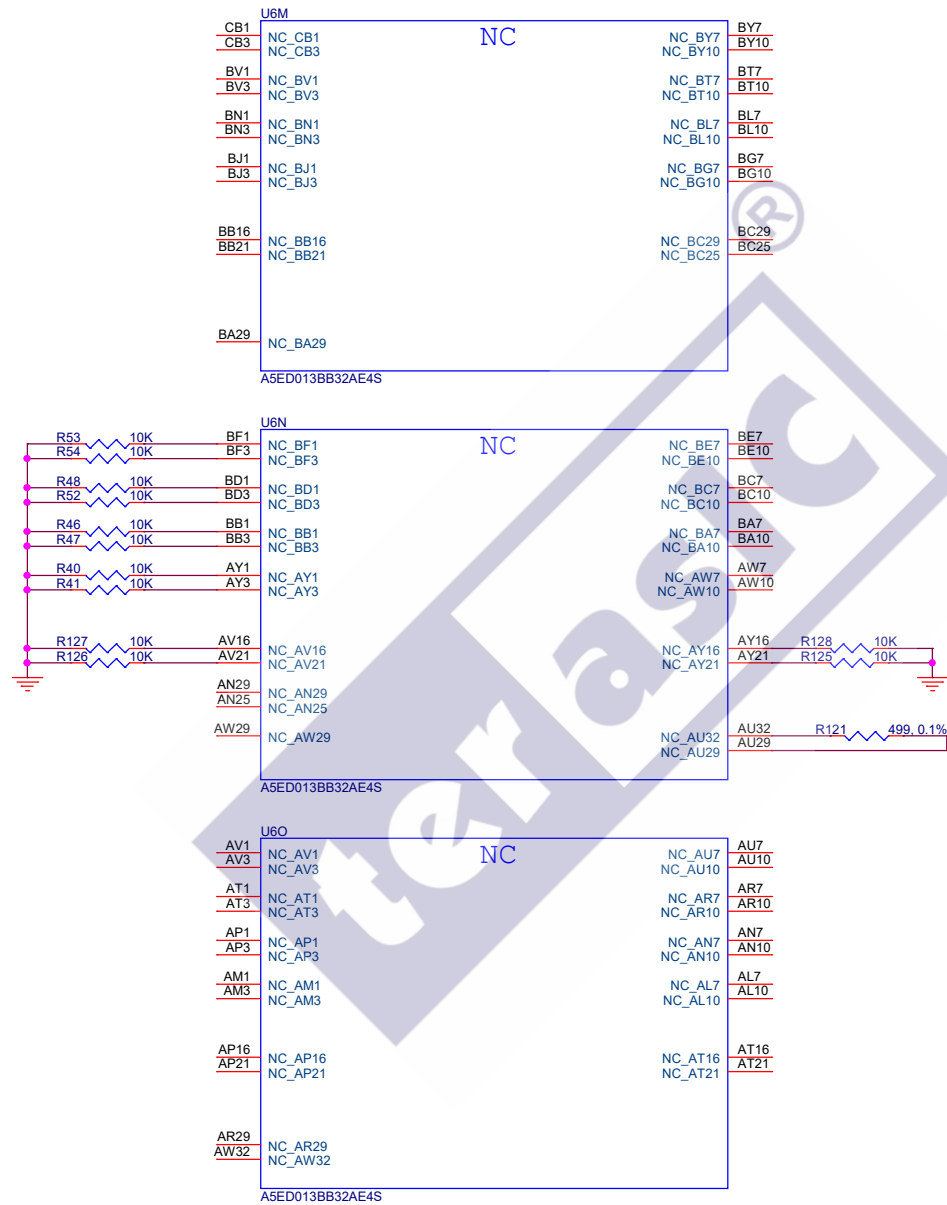 U6M
NC
CB1 NC_CB1 NC_BY7 BY7
CB3 NC_CB3 NC_BY10 BY10
BV1 NC_BV1 NC_BT7 BT7
BV3 NC_BV3 NC_BT10 BT10
BN1 NC_BN1 NC_BL7 BL7
BN3 NC_BN3 NC_BL10 BL10
BJ1 NC_BJ1 NC_BG7 BG7
BJ3 NC_BJ3 NC_BG10 BG10
BB16 NC_BB16 NC_BC29 BC29
BB21 NC_BB21 NC_BC25 BC25
BA29 NC_BA29
A5ED013BB32AE4S
U6N
NC
R53 10K BF1 NC_BF1 NC_BE7 BE7
R54 10K BF3 NC_BF3 NC_BE10 BE10
R48 10K BD1 NC_BD1 NC_BC7 BC7
R52 10K BD3 NC_BD3 NC_BC10 BC10
R46 10K BB1 NC_BB1 NC_BA7 BA7
R47 10K BB3 NC_BB3 NC_BA10 BA10
R40 10K AY1 NC_AY1 NC_AW7 AW7
R41 10K AY3 NC_AY3 NC_AW10 AW10
R127 10K AV16 NC_AV16 NC_AY16 AY16 R128 10K
R126 10K AV21 NC_AV21 NC_AY21 AY21 R125 10K
AN29 NC_AN29
AN25 NC_AN25
AW29 NC_AW29 NC_AU32 AU32 R121 499, 0.1%
NC_AU29 AU29
A5ED013BB32AE4S
U6O
NC
AV1 NC_AV1 NC_AU7 AU7
AV3 NC_AV3 NC_AU10 AU10
AT1 NC_AT1 NC_AR7 AR7
AT3 NC_AT3 NC_AR10 AR10
AP1 NC_AP1 NC_AN7 AN7
AP3 NC_AP3 NC_AN10 AN10
AM1 NC_AM1 NC_AL7 AL7
AM3 NC_AM3 NC_AL10 AL10
AP16 NC_AP16 NC_AT16 AT16
AP21 NC_AP21 NC_AT21 AT21
AR29 NC_AR29
AW32 NC_AW32
A5ED013BB32AE4S
terasic ®